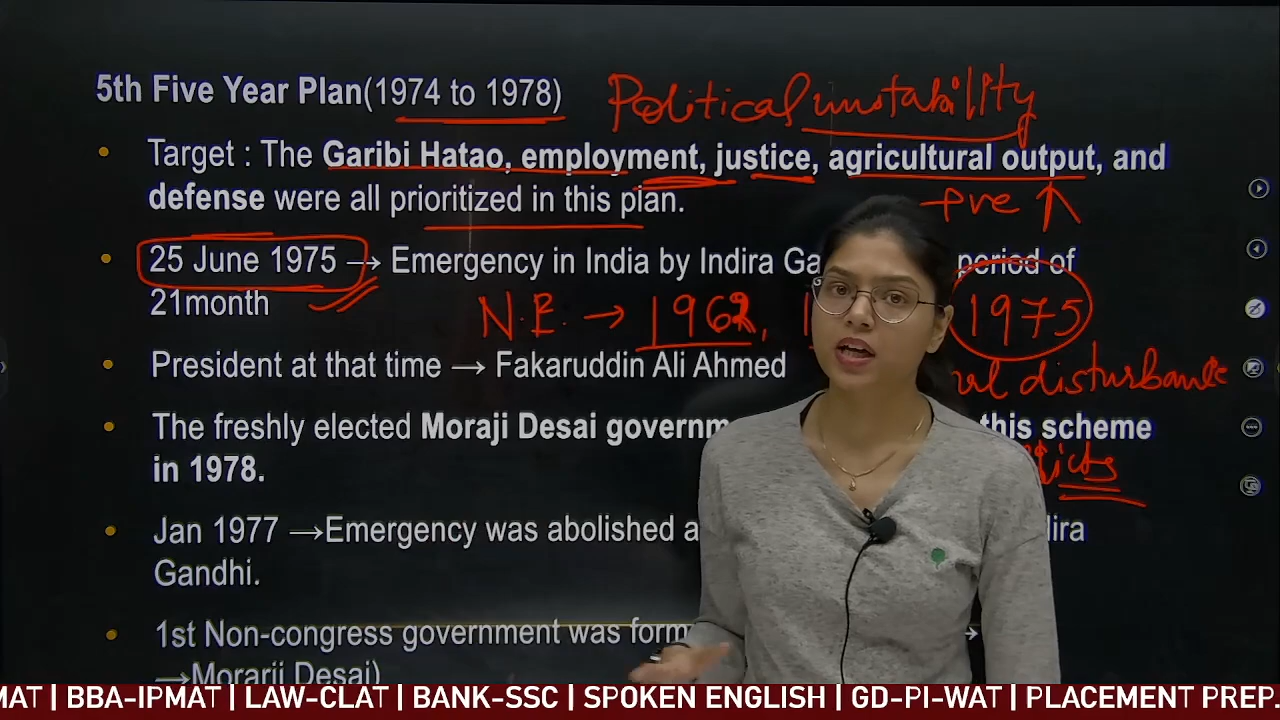 5th Five Year Plan(1974 to 1978) Political instability
• Target : The Garibi Hatao, employment, justice, agricultural output, and
defense were all prioritized in this plan. +ve ↑
• 25 June 1975 → Emergency in India by Indira Ga period of
21month N.E. → 1962, 1975
• President at that time → Fakaruddin Ali Ahmed disturbance
• The freshly elected Moraji Desai governm this scheme
in 1978.
• Jan 1977 →Emergency was abolished a dira
Gandhi.
• 1st Non-congress government was form →
→Morarji Desai)
MAT | BBA-IPMAT | LAW-CLAT | BANK-SSC | SPOKEN ENGLISH | GD-PI-WAT | PLACEMENT PREP.